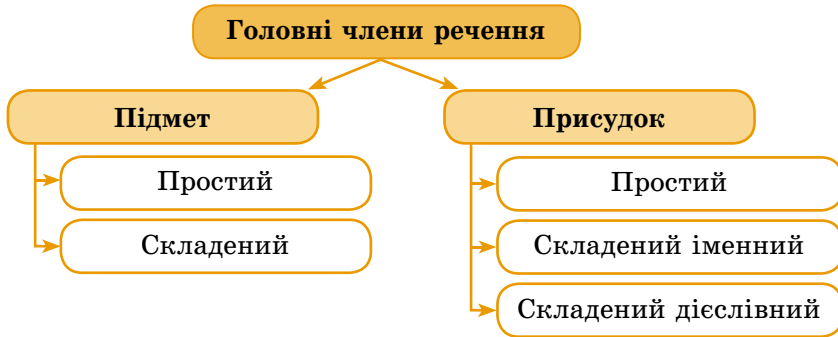 Головні члени речення
Підмет
Простий
Складений
Присудок
Простий
Складений іменний
Складений дієслівний